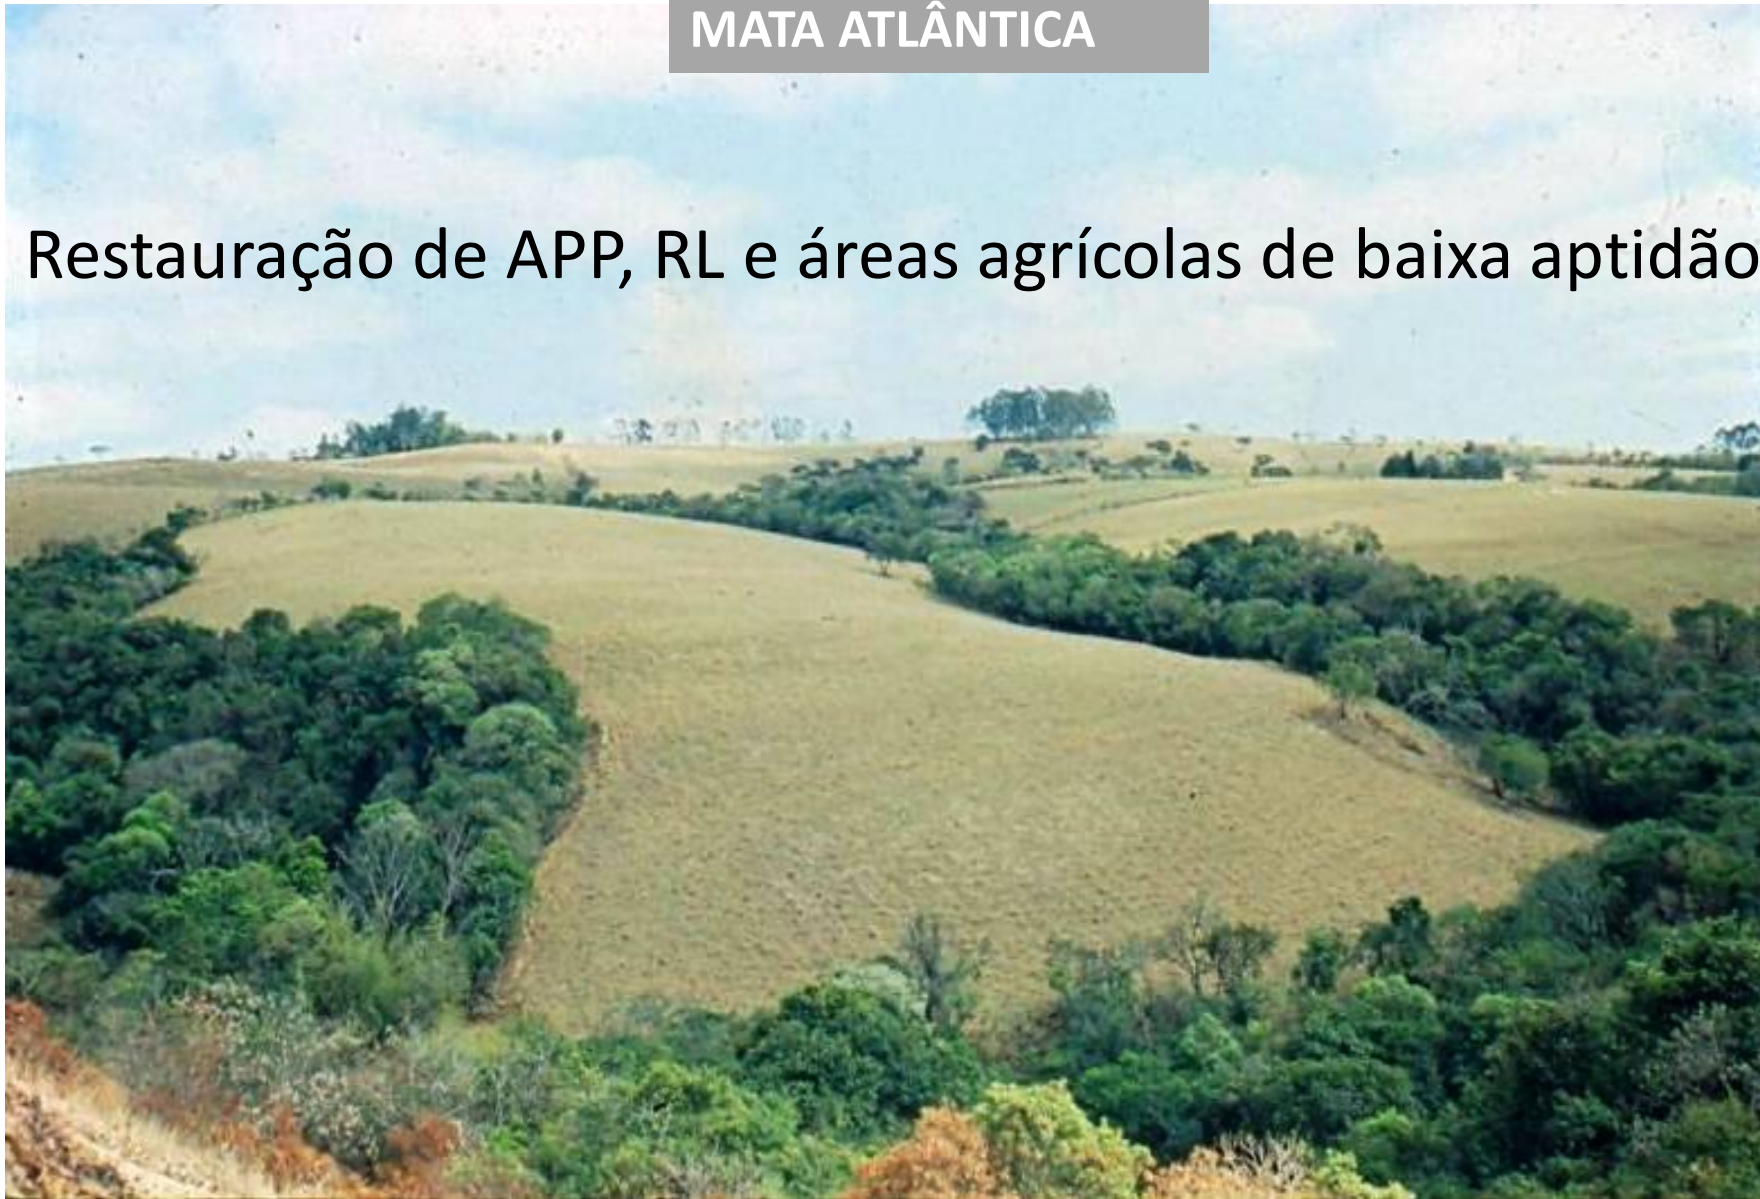 MATA ATLÂNTICA
Restauração de APP, RL e áreas agrícolas de baixa aptidão